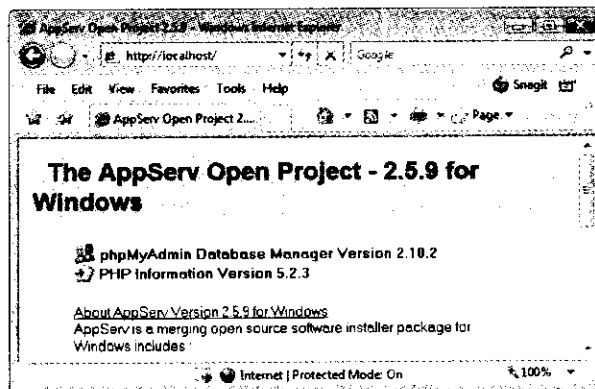 AppServ Open Project 2.5.9 - Windows Internet Explorer
http://localhost/
Google
File Edit View Favorites Tools Help
Snagit
AppServ Open Project 2....
Page
The AppServ Open Project - 2.5.9 for
Windows
phpMyAdmin Database Manager Version 2.10.2
PHP Information Version 5.2.3
About AppServ Version 2.5.9 for Windows
AppServ is a merging open source software installer package for
Windows includes :
Internet | Protected Mode: On
100%